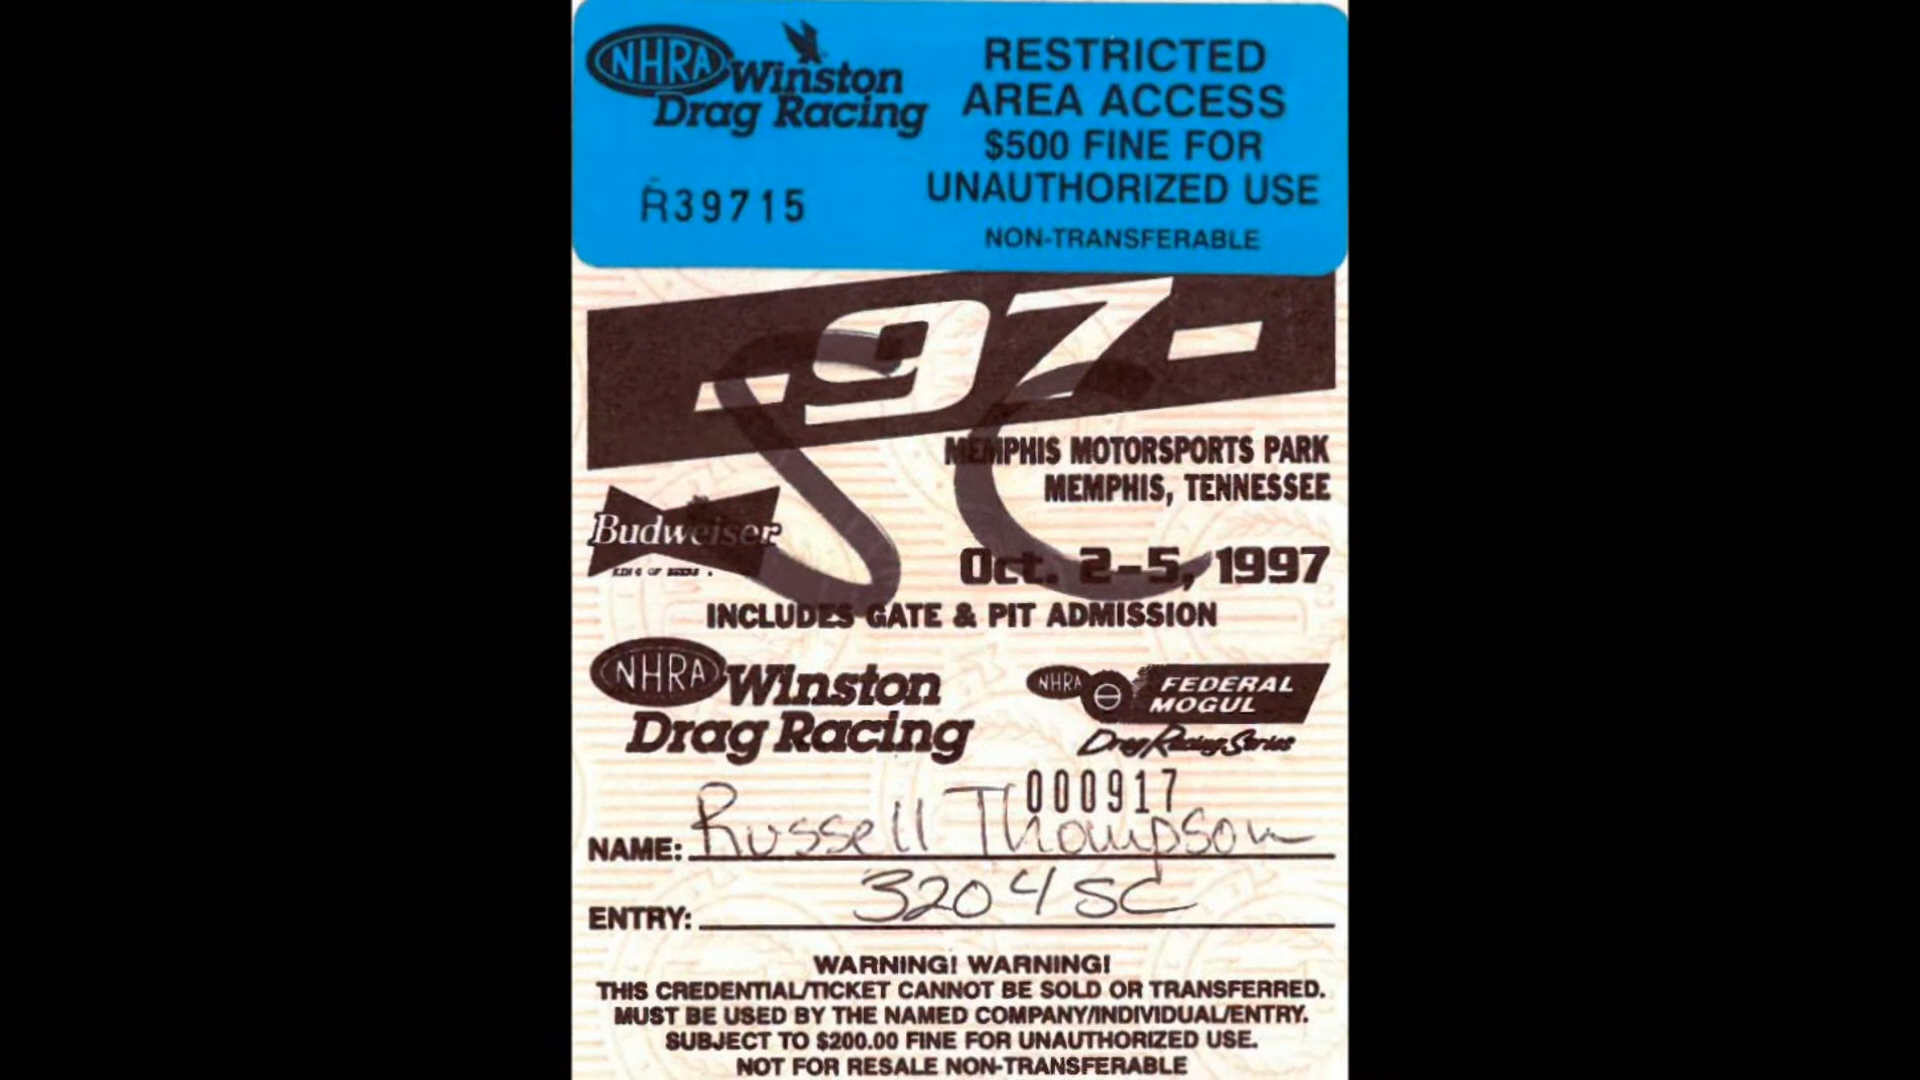 NHRA Winston
Drag Racing
R39715
RESTRICTED
AREA ACCESS
$500 FINE FOR
UNAUTHORIZED USE
NON-TRANSFERABLE
-97-
SC
MEMPHIS MOTORSPORTS PARK
MEMPHIS, TENNESSEE
Budweiser
KING OF BEERS.
Oct. 2-5, 1997
INCLUDES GATE & PIT ADMISSION
NHRA Winston
Drag Racing
NHRA FEDERAL
MOGUL
Drag Racing Series
000917
NAME: Russell Thompson
ENTRY: 3204 SC
WARNING! WARNING!
THIS CREDENTIAL/TICKET CANNOT BE SOLD OR TRANSFERRED.
MUST BE USED BY THE NAMED COMPANY/INDIVIDUAL/ENTRY.
SUBJECT TO $200.00 FINE FOR UNAUTHORIZED USE.
NOT FOR RESALE NON-TRANSFERABLE